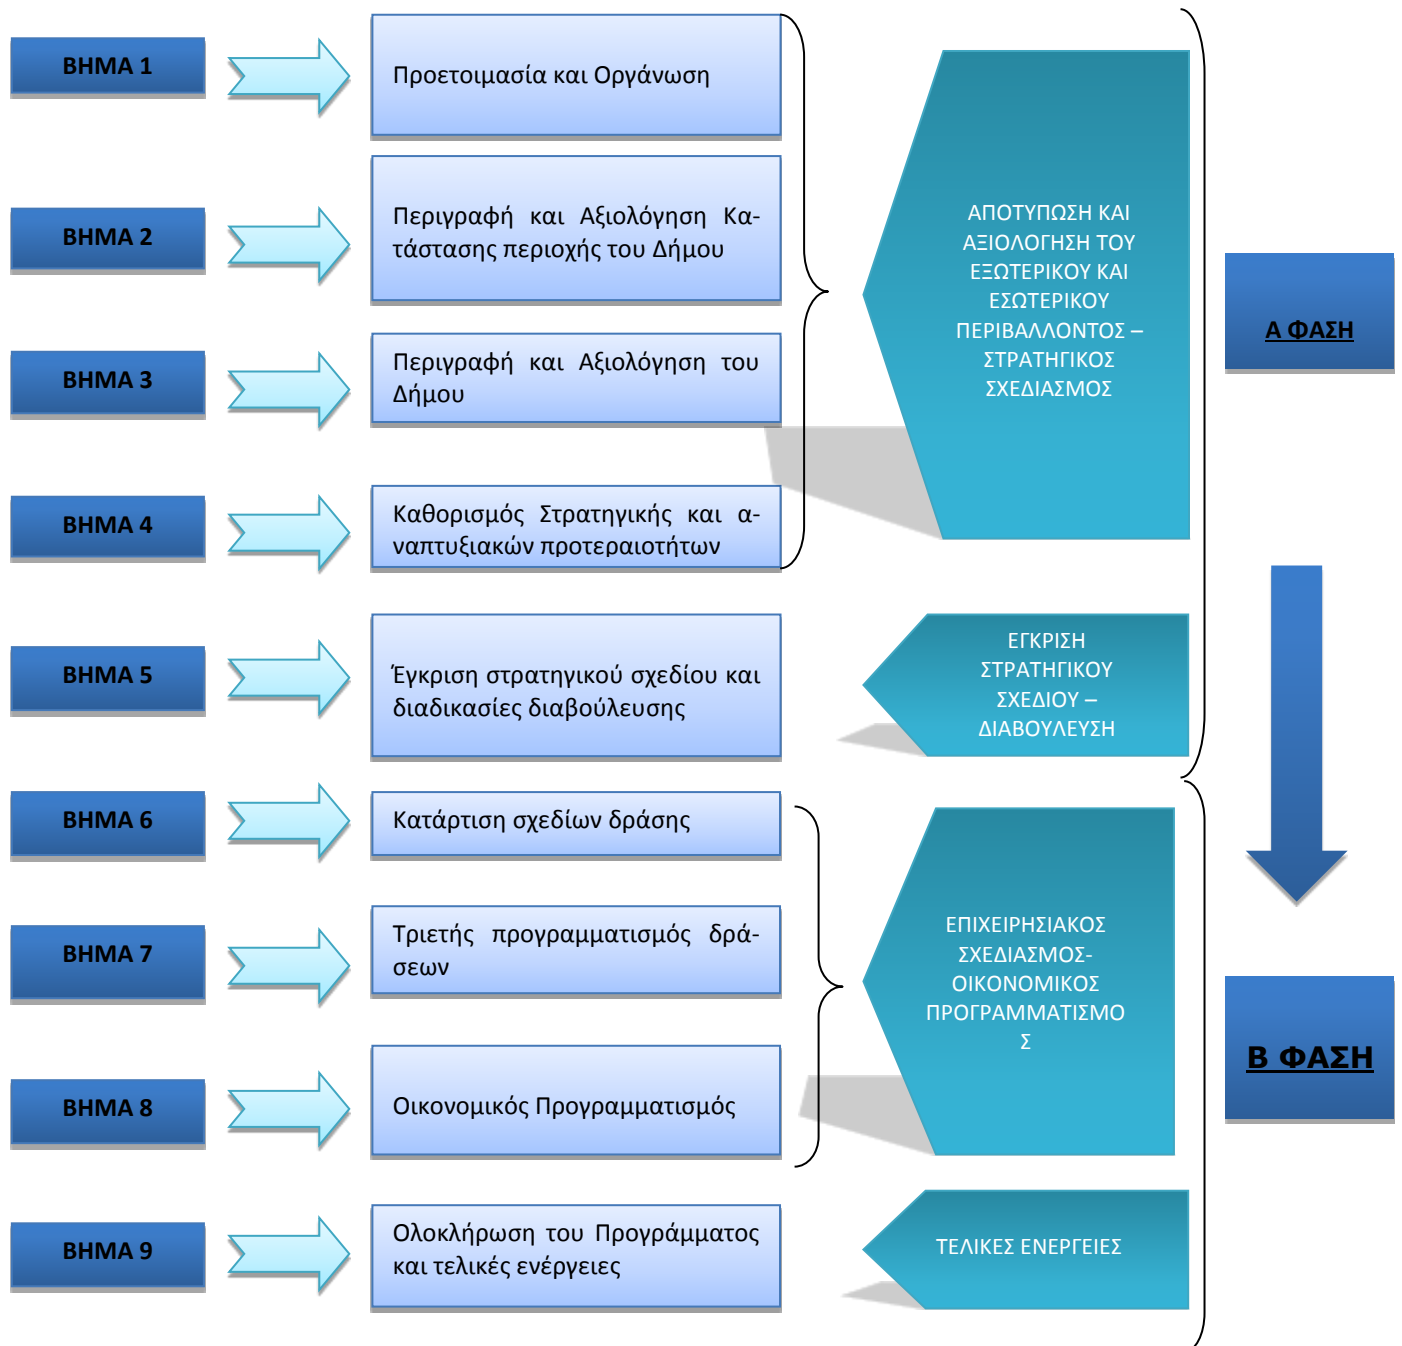 ΒΗΜΑ 1
Προετοιμασία και Οργάνωση
ΒΗΜΑ 2
Περιγραφή και Αξιολόγηση Κα-
τάστασης περιοχής του Δήμου
ΒΗΜΑ 3
Περιγραφή και Αξιολόγηση του
Δήμου
ΒΗΜΑ 4
Καθορισμός Στρατηγικής και α-
ναπτυξιακών προτεραιοτήτων
ΑΠΟΤΥΠΩΣΗ ΚΑΙ
ΑΞΙΟΛΟΓΗΣΗ ΤΟΥ
ΕΞΩΤΕΡΙΚΟΥ ΚΑΙ
ΕΣΩΤΕΡΙΚΟΥ
ΠΕΡΙΒΑΛΛΟΝΤΟΣ –
ΣΤΡΑΤΗΓΙΚΟΣ
ΣΧΕΔΙΑΣΜΟΣ
Α ΦΑΣΗ
ΒΗΜΑ 5
Έγκριση στρατηγικού σχεδίου και
διαδικασίες διαβούλευσης
ΕΓΚΡΙΣΗ
ΣΤΡΑΤΗΓΙΚΟΥ
ΣΧΕΔΙΟΥ –
ΔΙΑΒΟΥΛΕΥΣΗ
ΒΗΜΑ 6
Κατάρτιση σχεδίων δράσης
ΒΗΜΑ 7
Τριετής προγραμματισμός δρά-
σεων
ΒΗΜΑ 8
Οικονομικός Προγραμματισμός
ΕΠΙΧΕΙΡΗΣΙΑΚΟΣ
ΣΧΕΔΙΑΣΜΟΣ-
ΟΙΚΟΝΟΜΙΚΟΣ
ΠΡΟΓΡΑΜΜΑΤΙΣΜΟ
Σ
Β ΦΑΣΗ
ΒΗΜΑ 9
Ολοκλήρωση του Προγράμματος
και τελικές ενέργειες
ΤΕΛΙΚΕΣ ΕΝΕΡΓΕΙΕΣ